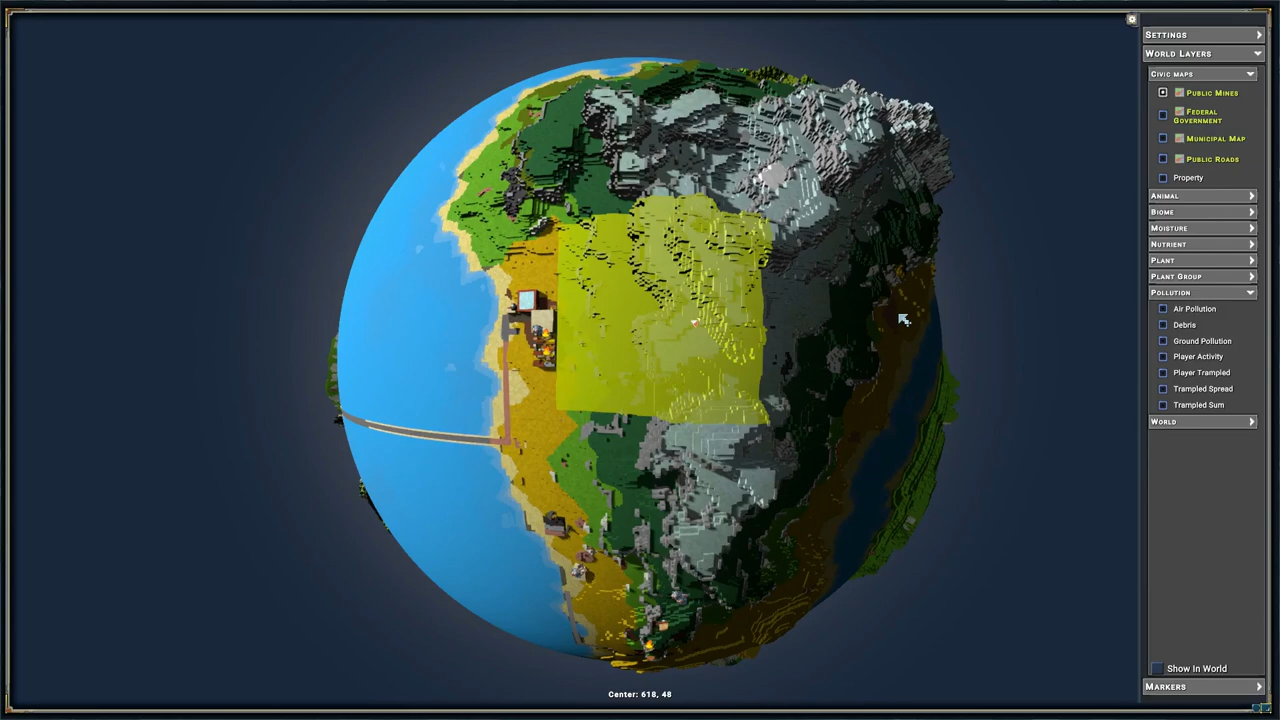 SETTINGS
WORLD LAYERS
CIVIC MAPS
PUBLIC MINES
FEDERAL
GOVERNMENT
MUNICIPAL MAP
PUBLIC ROADS
Property
ANIMAL
BIOME
MOISTURE
NUTRIENT
PLANT
PLANT GROUP
POLLUTION
Air Pollution
Debris
Ground Pollution
Player Activity
Player Trampled
Trampled Spread
Trampled Sum
WORLD
Show In World
MARKERS
Center: 618, 48